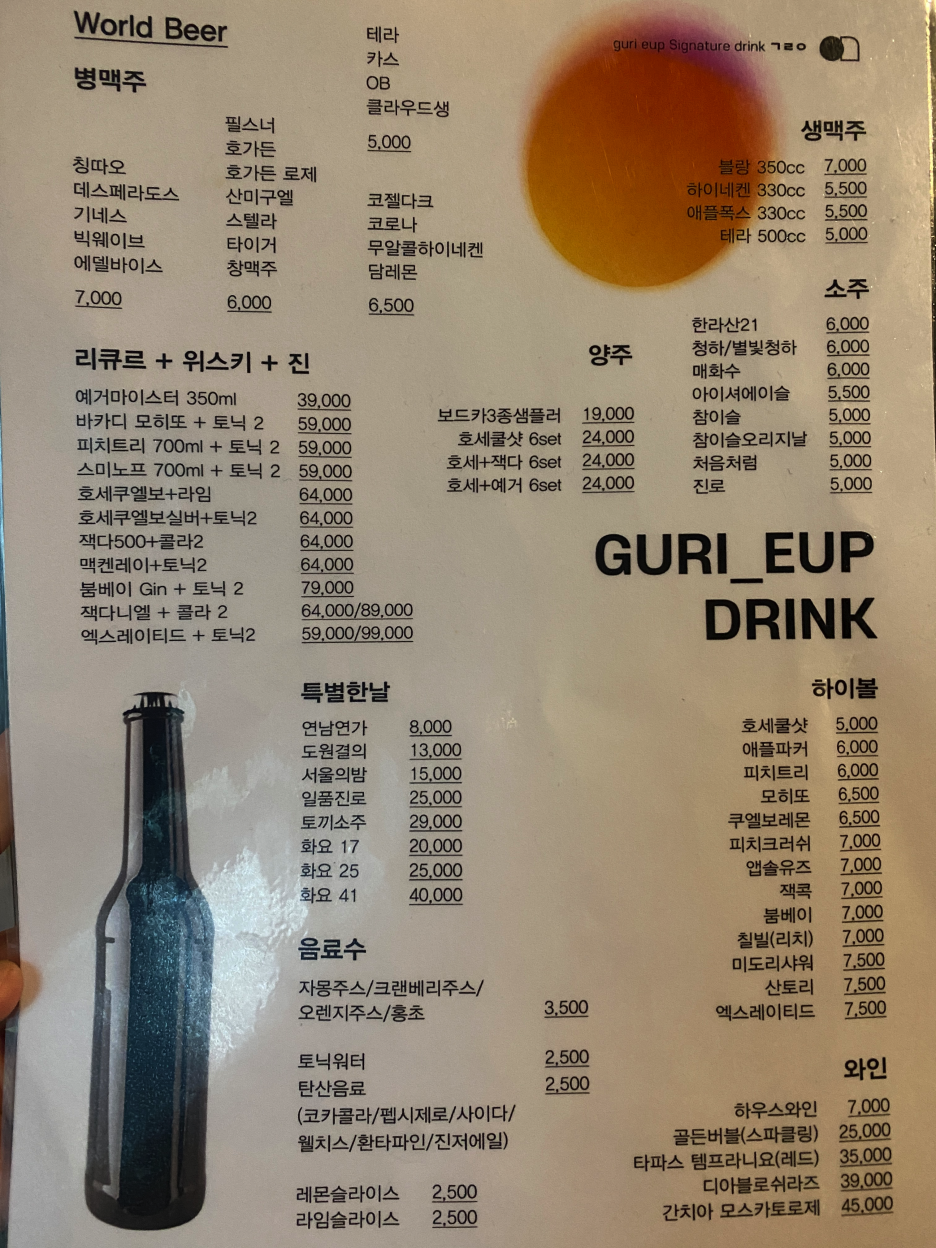 World Beer
병맥주
칭따오
데스페라도스
기네스
빅웨이브
에델바이스
7,000
필스너
호가든
호가든 로제
산미구엘
스텔라
타이거
창맥주
6,000
테라
카스
OB
클라우드생
5,000
코젤다크
코로나
무알콜하이네켄
담레몬
6,500
guri eup Signature drink ㄱㄹㅇ
생맥주
블랑 350cc 7,000
하이네켄 330cc 5,500
애플폭스 330cc 5,500
테라 500cc 5,000
소주
한라산21 6,000
청하/별빛청하 6,000
매화수 6,000
아이셔에이슬 5,500
참이슬 5,000
참이슬오리지날 5,000
처음처럼 5,000
진로 5,000
리큐르 + 위스키 + 진
예거마이스터 350ml 39,000
바카디 모히또 + 토닉 2 59,000
피치트리 700ml + 토닉 2 59,000
스미노프 700ml + 토닉 2 59,000
호세쿠엘보+라임 64,000
호세쿠엘보실버+토닉2 64,000
잭다500+콜라2 64,000
맥켄레이+토닉2 64,000
봄베이 Gin + 토닉 2 79,000
잭다니엘 + 콜라 2 64,000/89,000
엑스레이티드 + 토닉2 59,000/99,000
양주
보드카3종샘플러 19,000
호세쿨샷 6set 24,000
호세+잭다 6set 24,000
호세+예거 6set 24,000
GURI_EUP
DRINK
특별한날
연남연가 8,000
도원결의 13,000
서울의밤 15,000
일품진로 25,000
토끼소주 29,000
화요 17 20,000
화요 25 25,000
화요 41 40,000
음료수
자몽주스/크랜베리주스/
오렌지주스/홍초 3,500
토닉워터 2,500
탄산음료 2,500
(코카콜라/펩시제로/사이다/
웰치스/환타파인/진저에일)
레몬슬라이스 2,500
라임슬라이스 2,500
하이볼
호세쿨샷 5,000
애플파커 6,000
피치트리 6,000
모히또 6,500
쿠엘보레몬 6,500
피치크러쉬 7,000
앱솔유즈 7,000
잭콕 7,000
봄베이 7,000
칠빌(리치) 7,000
미도리샤워 7,500
산토리 7,500
엑스레이티드 7,500
와인
하우스와인 7,000
골든버블(스파클링) 25,000
타파스 템프라니요(레드) 35,000
디아블로쉬라즈 39,000
간치아 모스카토로제 45,000